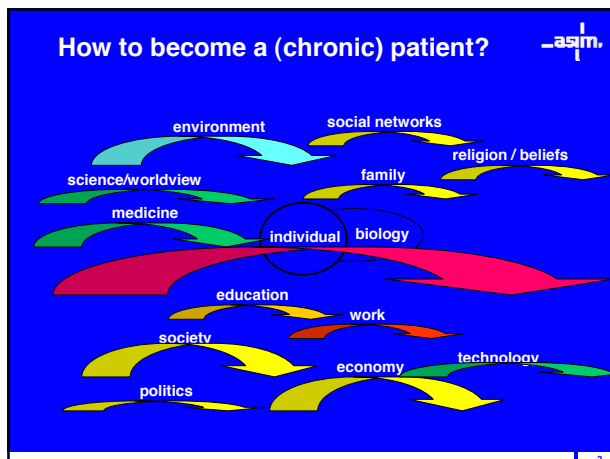 How to become a (chronic) patient?
asim.
environment
social networks
religion / beliefs
science/worldview
family
medicine
individual
biology
education
work
society
economy
technology
politics
2